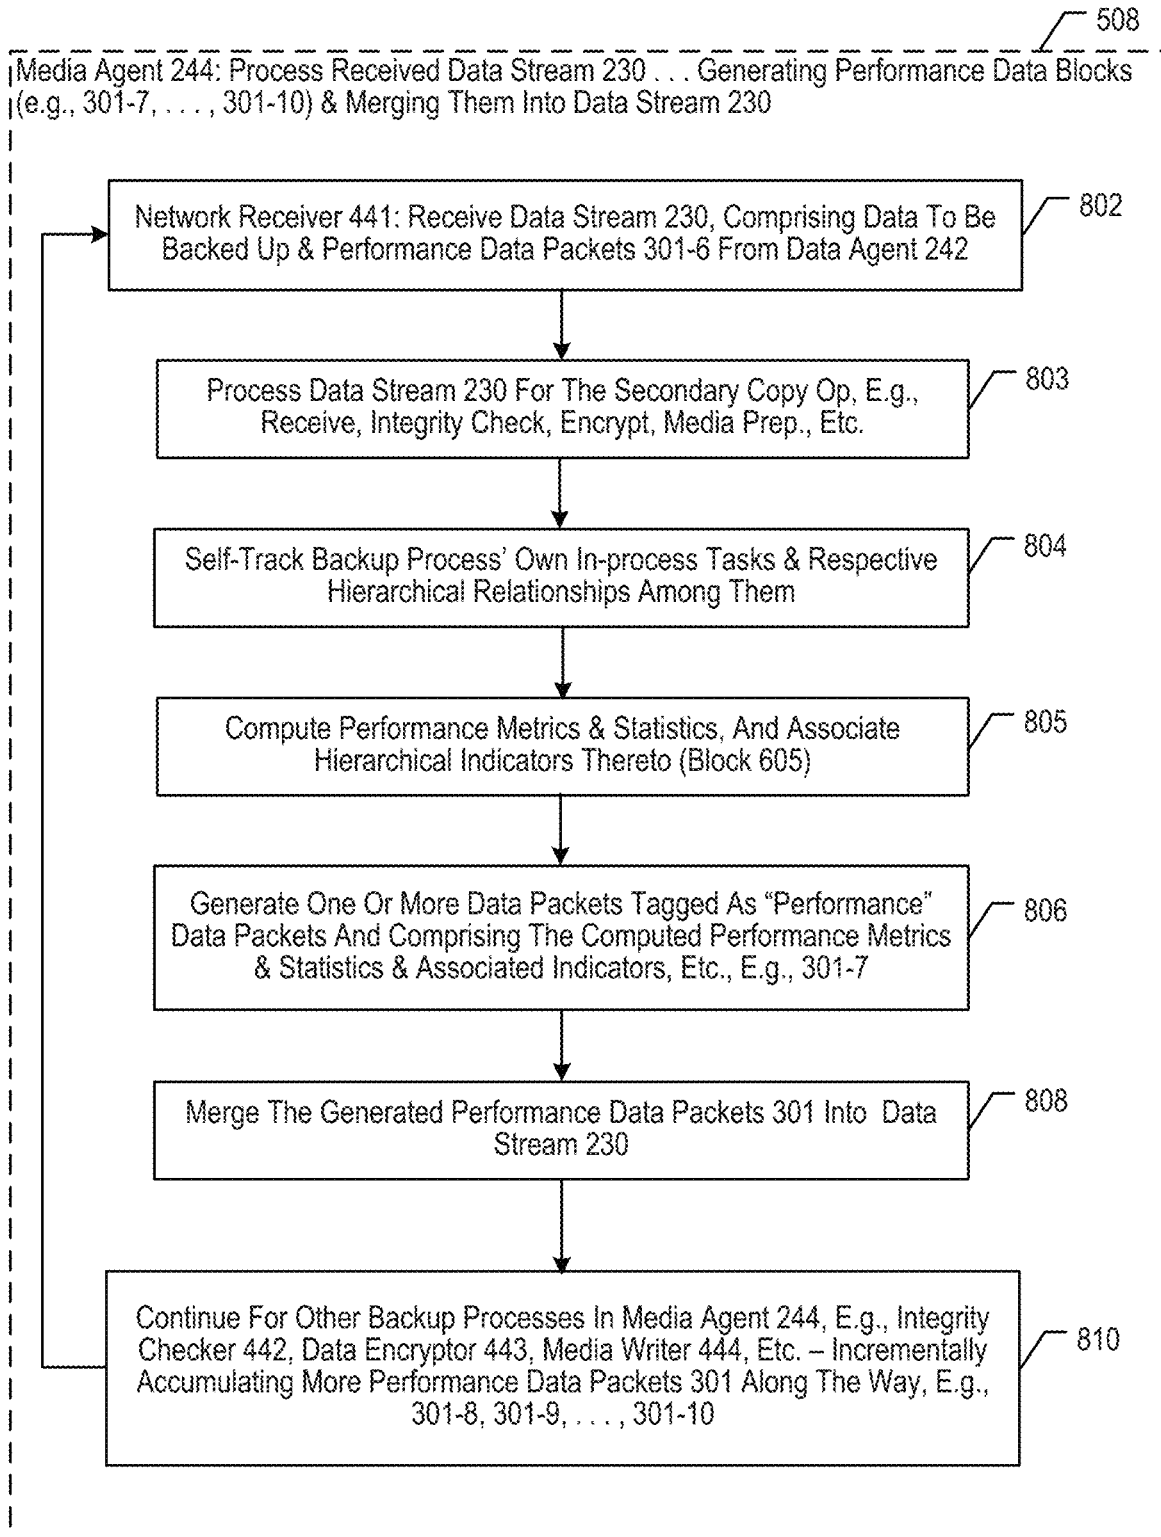 508
Media Agent 244: Process Received Data Stream 230 . . . Generating Performance Data Blocks
(e.g., 301-7, . . . , 301-10) & Merging Them Into Data Stream 230
Network Receiver 441: Receive Data Stream 230, Comprising Data To Be
Backed Up & Performance Data Packets 301-6 From Data Agent 242
802
Process Data Stream 230 For The Secondary Copy Op, E.g.,
Receive, Integrity Check, Encrypt, Media Prep., Etc.
803
Self-Track Backup Process' Own In-process Tasks & Respective
Hierarchical Relationships Among Them
804
Compute Performance Metrics & Statistics, And Associate
Hierarchical Indicators Thereto (Block 605)
805
Generate One Or More Data Packets Tagged As “Performance”
Data Packets And Comprising The Computed Performance Metrics
& Statistics & Associated Indicators, Etc., E.g., 301-7
806
Merge The Generated Performance Data Packets 301 Into Data
Stream 230
808
Continue For Other Backup Processes In Media Agent 244, E.g., Integrity
Checker 442, Data Encryptor 443, Media Writer 444, Etc. – Incrementally
Accumulating More Performance Data Packets 301 Along The Way, E.g.,
301-8, 301-9, . . . , 301-10
810